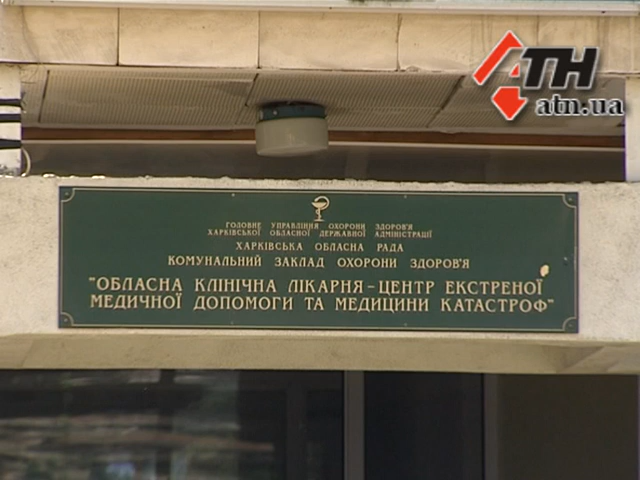 АТН
atn.ua
ГОЛОВНЕ УПРАВЛІННЯ ОХОРОНИ ЗДОРОВ'Я
ХАРКІВСЬКОЇ ОБЛАСНОЇ ДЕРЖАВНОЇ АДМІНІСТРАЦІЇ
ХАРКІВСЬКА ОБЛАСНА РАДА
КОМУНАЛЬНИЙ ЗАКЛАД ОХОРОНИ ЗДОРОВ'Я
"ОБЛАСНА КЛІНІЧНА ЛІКАРНЯ - ЦЕНТР ЕКСТРЕНОЇ
МЕДИЧНОЇ ДОПОМОГИ ТА МЕДИЦИНИ КАТАСТРОФ"